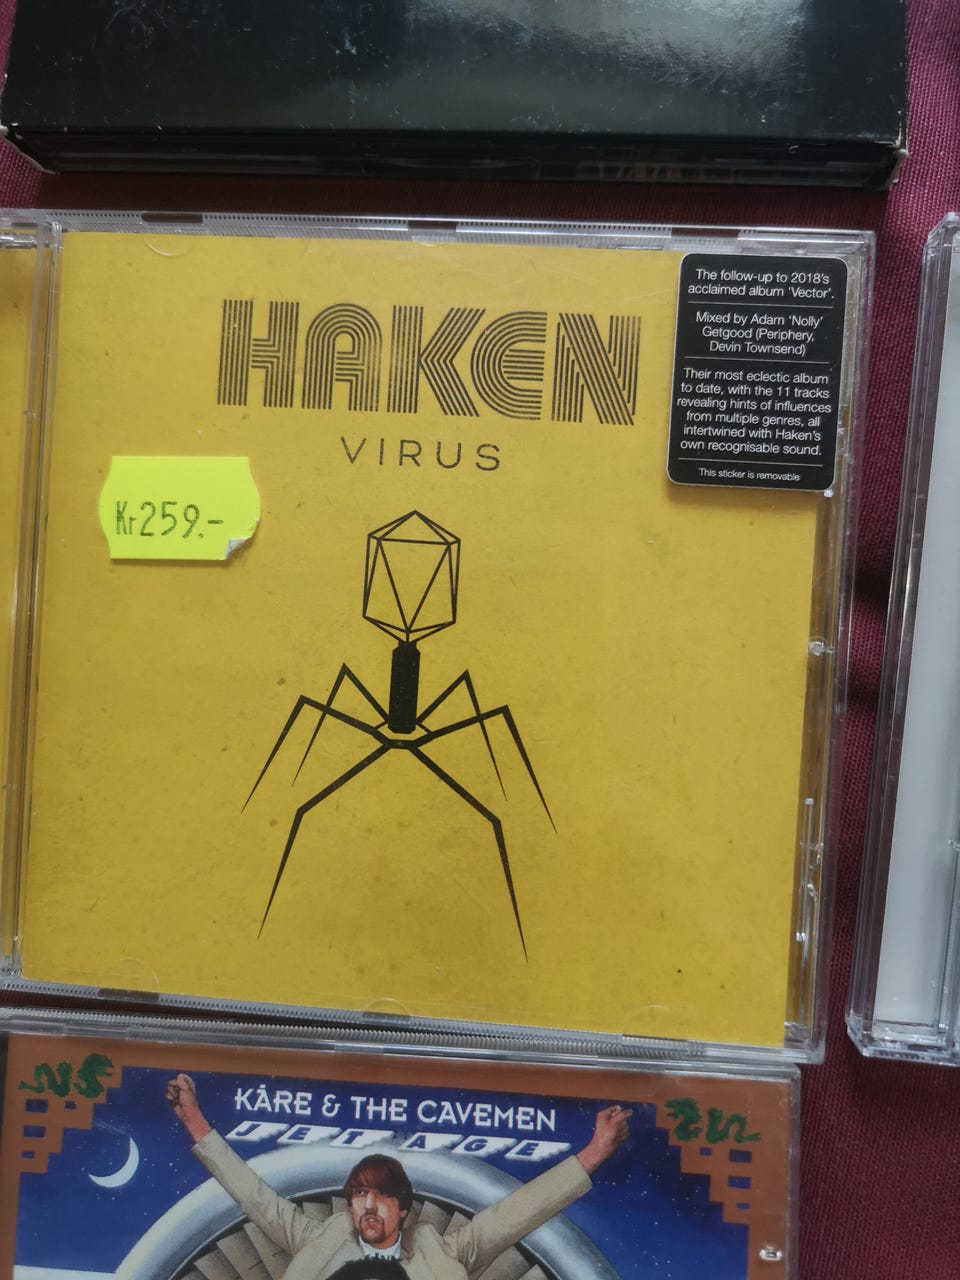 HAKEN
VIRUS
The follow-up to 2018's
acclaimed album 'Vector'.
Mixed by Adam 'Nolly'
Getgood (Periphery,
Devin Townsend)
Their most eclectic album
to date, with the 11 tracks
revealing hints of influences
from multiple genres, all
intertwined with Haken's
own recognisable sound.
This sticker is removable
Kr259.-
KÅRE & THE CAVEMEN
JET AGE